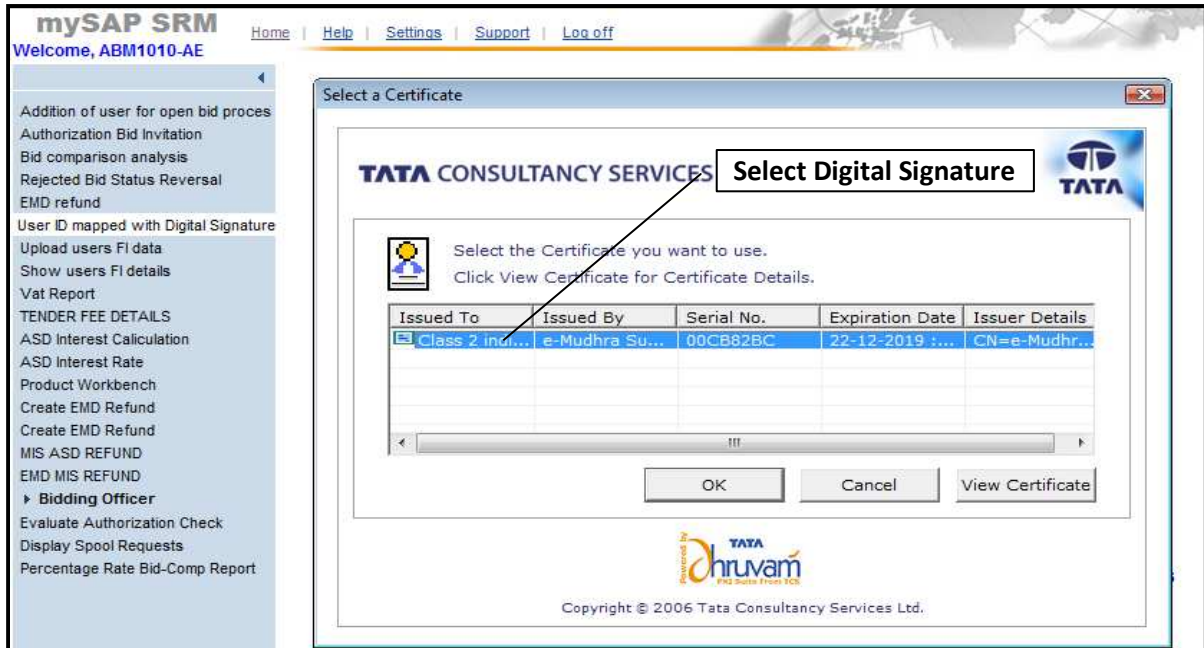 mySAP SRM
Home | Help | Settings | Support | Log off
Welcome, ABM1010-AE
Addition of user for open bid proces
Authorization Bid Invitation
Bid comparison analysis
Rejected Bid Status Reversal
EMD refund
User ID mapped with Digital Signature
Upload users FI data
Show users FI details
Vat Report
TENDER FEE DETAILS
ASD Interest Caliculation
ASD Interest Rate
Product Workbench
Create EMD Refund
Create EMD Refund
MIS ASD REFUND
EMD MIS REFUND
Bidding Officer
Evaluate Authorization Check
Display Spool Requests
Percentage Rate Bid-Comp Report
Select a Certificate
TATA CONSULTANCY SERVICES
Select Digital Signature
TATA
Select the Certificate you want to use.
Click View Certificate for Certificate Details.
Issued To Issued By Serial No. Expiration Date Issuer Details
Class 2 indi... e-Mudhra Su... 00CB82BC 22-12-2019 :... CN=e-Mudhr...
OK Cancel View Certificate
Powered by
TATA
Dhruvam
PKI Suite From TCS
Copyright © 2006 Tata Consultancy Services Ltd.